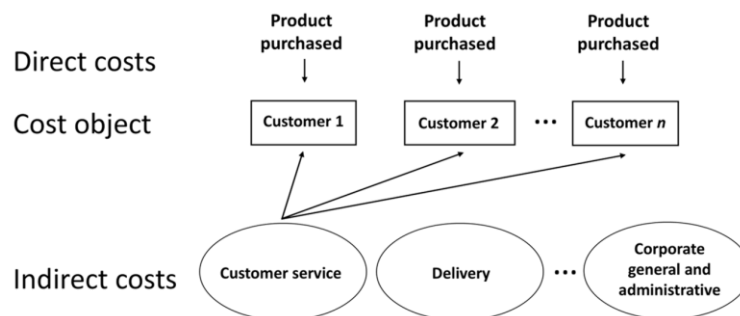 Product
purchased
Product
purchased
Product
purchased
Direct costs
Cost object
Customer 1
Customer 2
...
Customer n
Indirect costs
Customer service
Delivery
...
Corporate
general and
administrative